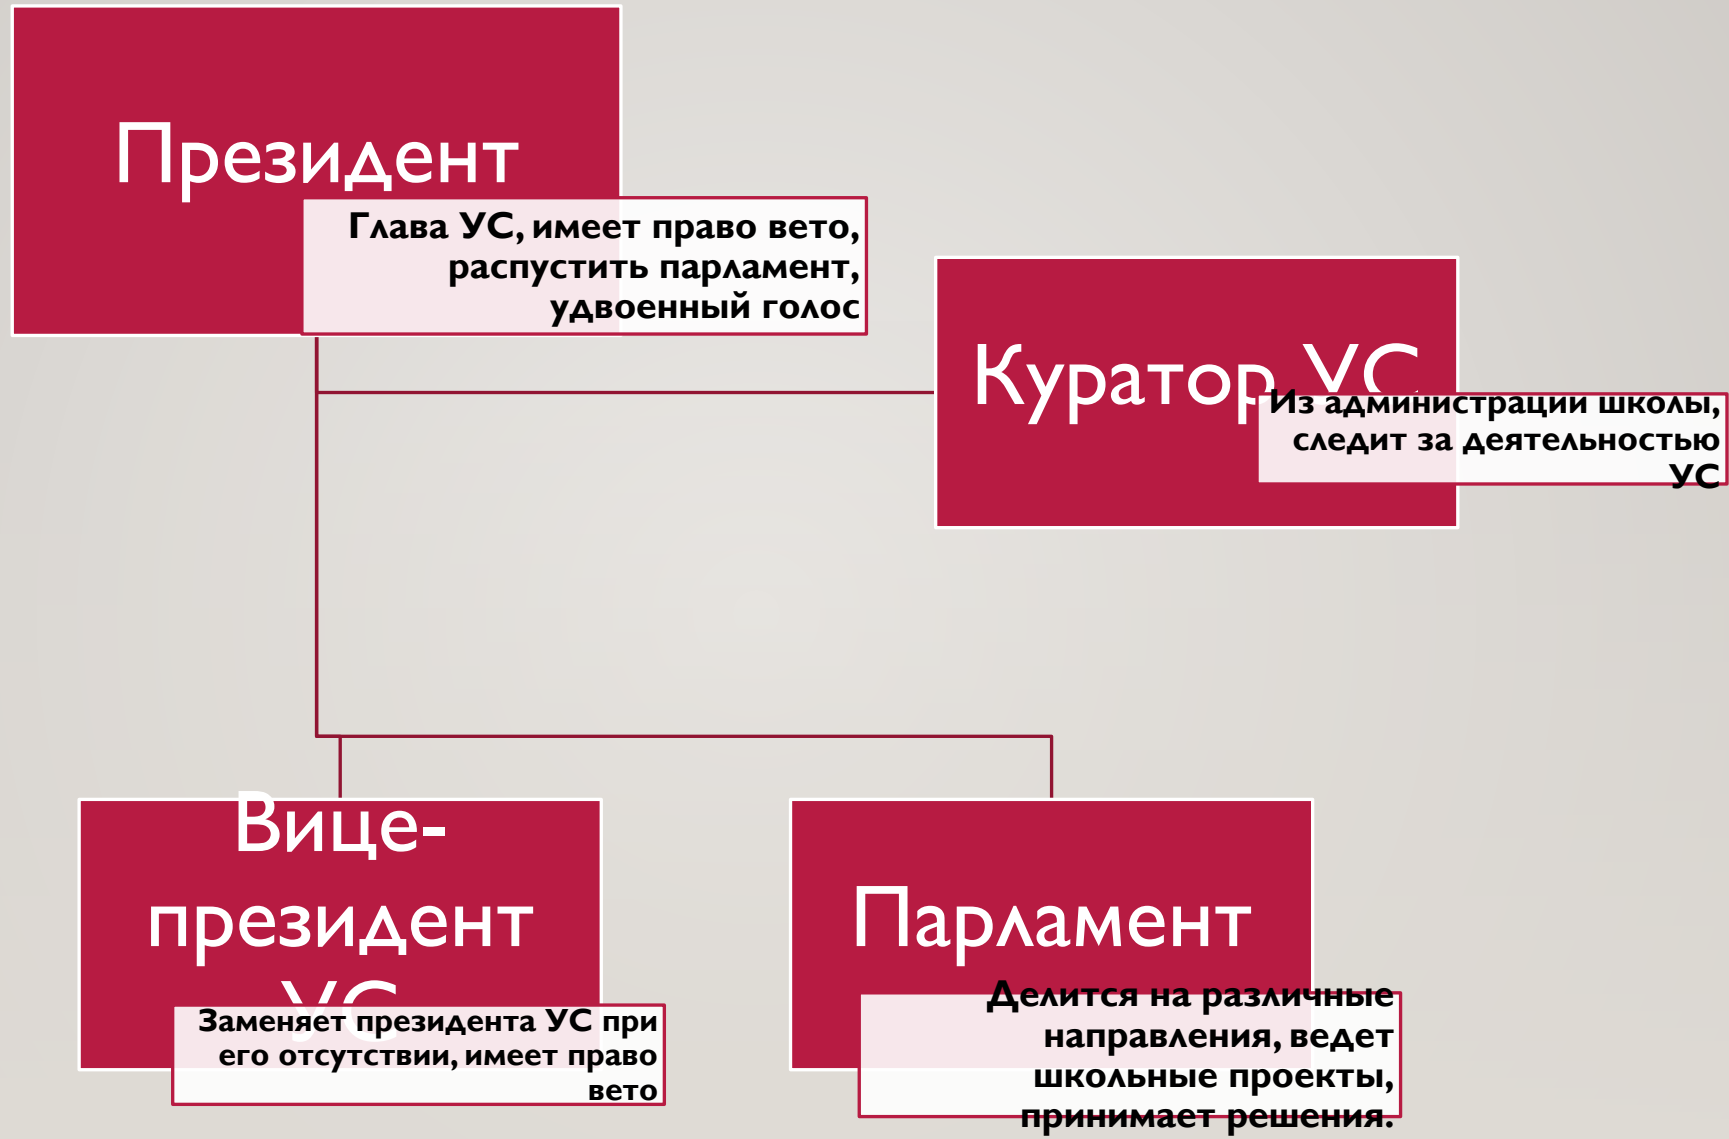 Президент
Глава УС, имеет право вето,
распустить парламент,
удвоенный голос
Куратор УС
Из администрации школы,
следит за деятельностью
УС
Вице-
президент
УС
Заменяет президента УС при
его отсутствии, имеет право
вето
Парламент
Делится на различные
направления, ведет
школьные проекты,
принимает решения.